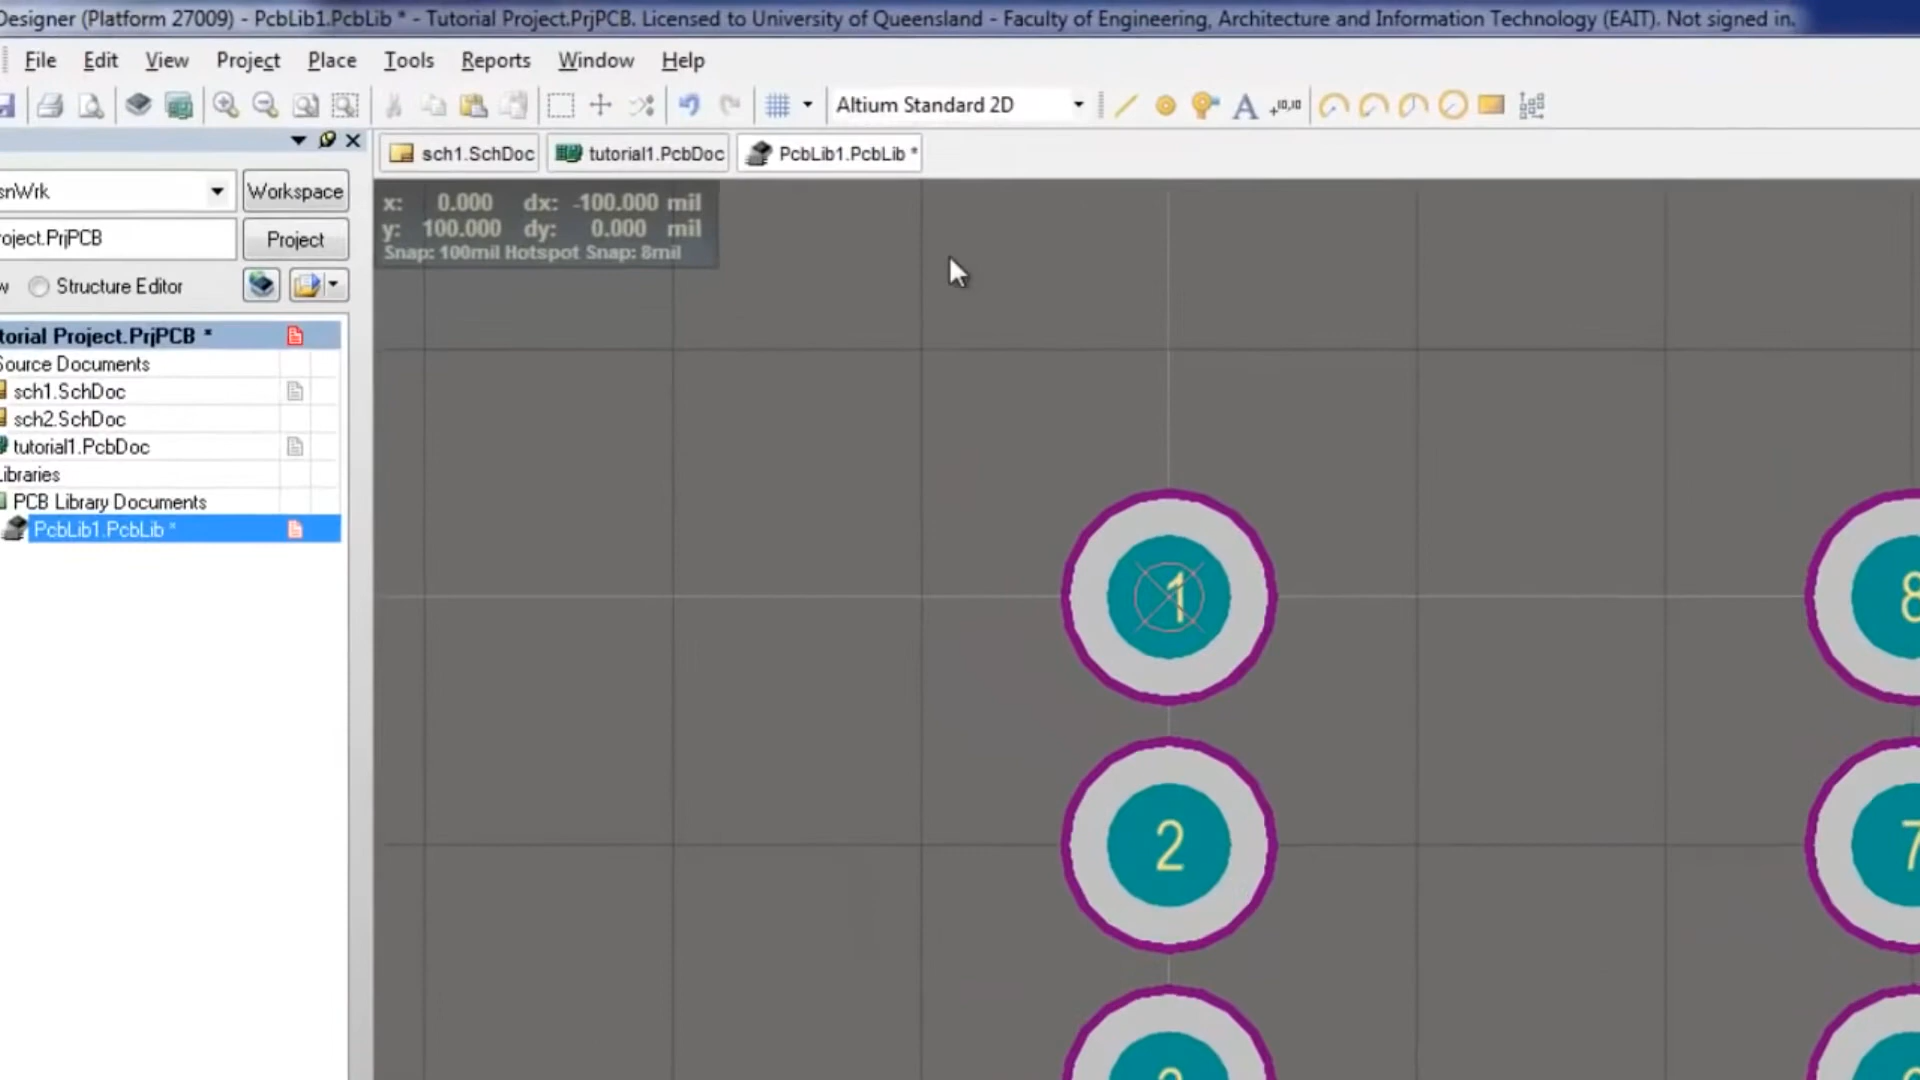 Designer (Platform 27009) - PcbLib1.PcbLib * - Tutorial Project.PrjPCB. Licensed to University of Queensland - Faculty of Engineering, Architecture and Information Technology (EAIT). Not signed in.
File Edit View Project Place Tools Reports Window Help
Altium Standard 2D A +10,10
sch1.SchDoc tutorial1.PcbDoc PcbLib1.PcbLib *
snWrk Workspace
oject.PrjPCB Project
w Structure Editor
x: 0.000 dx: -100.000 mil
y: 100.000 dy: 0.000 mil
Snap: 100mil Hotspot Snap: 8mil
torial Project.PrjPCB *
Source Documents
sch1.SchDoc
sch2.SchDoc
tutorial1.PcbDoc
Libraries
PCB Library Documents
PcbLib1.PcbLib *
1 8
2 7